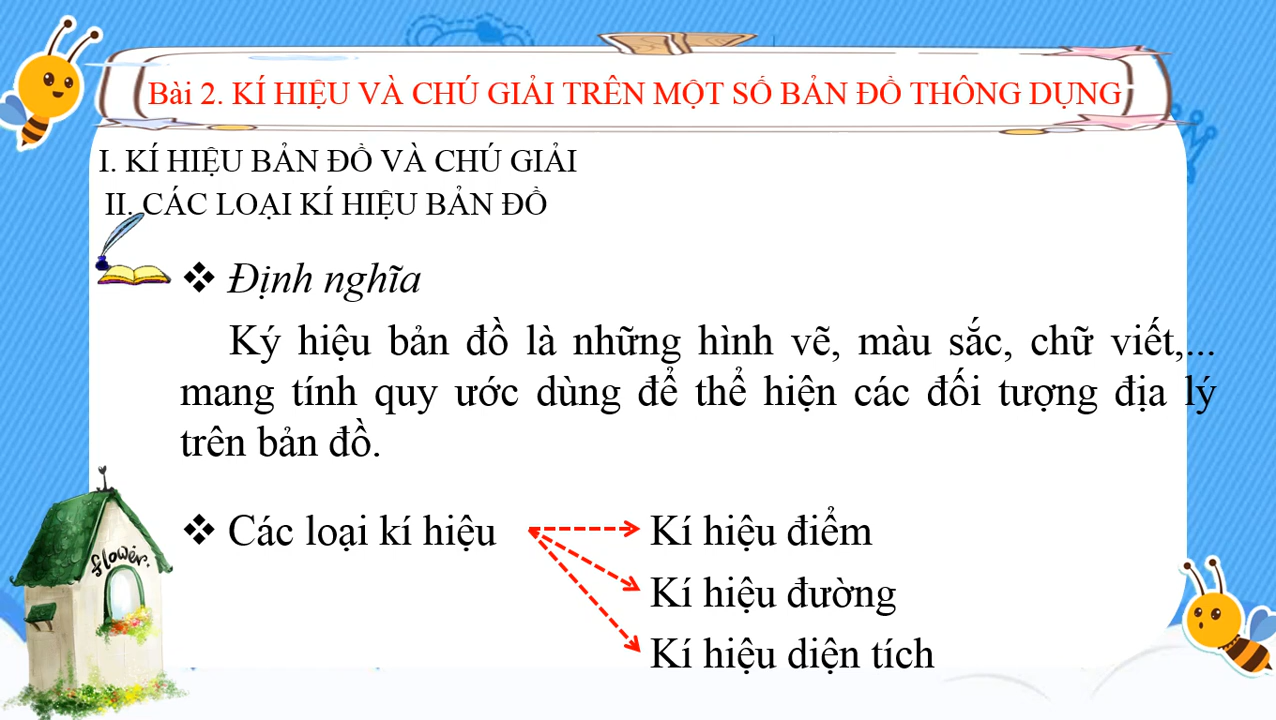 Bài 2. KÍ HIỆU VÀ CHÚ GIẢI TRÊN MỘT SỐ BẢN ĐỒ THÔNG DỤNG
I. KÍ HIỆU BẢN ĐỒ VÀ CHÚ GIẢI
II. CÁC LOẠI KÍ HIỆU BẢN ĐỒ
❖ Định nghĩa
Ký hiệu bản đồ là những hình vẽ, màu sắc, chữ viết,...
mang tính quy ước dùng để thể hiện các đối tượng địa lý
trên bản đồ.
❖ Các loại kí hiệu
Kí hiệu điểm
Kí hiệu đường
Kí hiệu diện tích
flower.